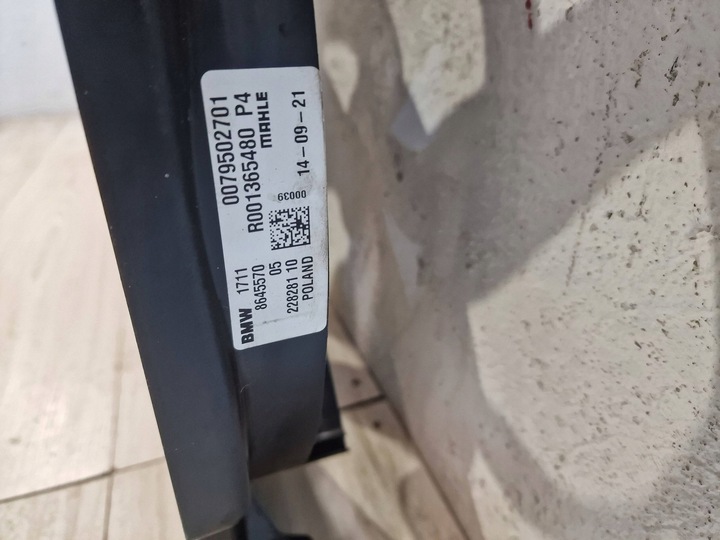 0079502701
R001365480 P4
MAHLE
00039 14-09-21
BMW 1711
8645570
05
228281 10
POLAND